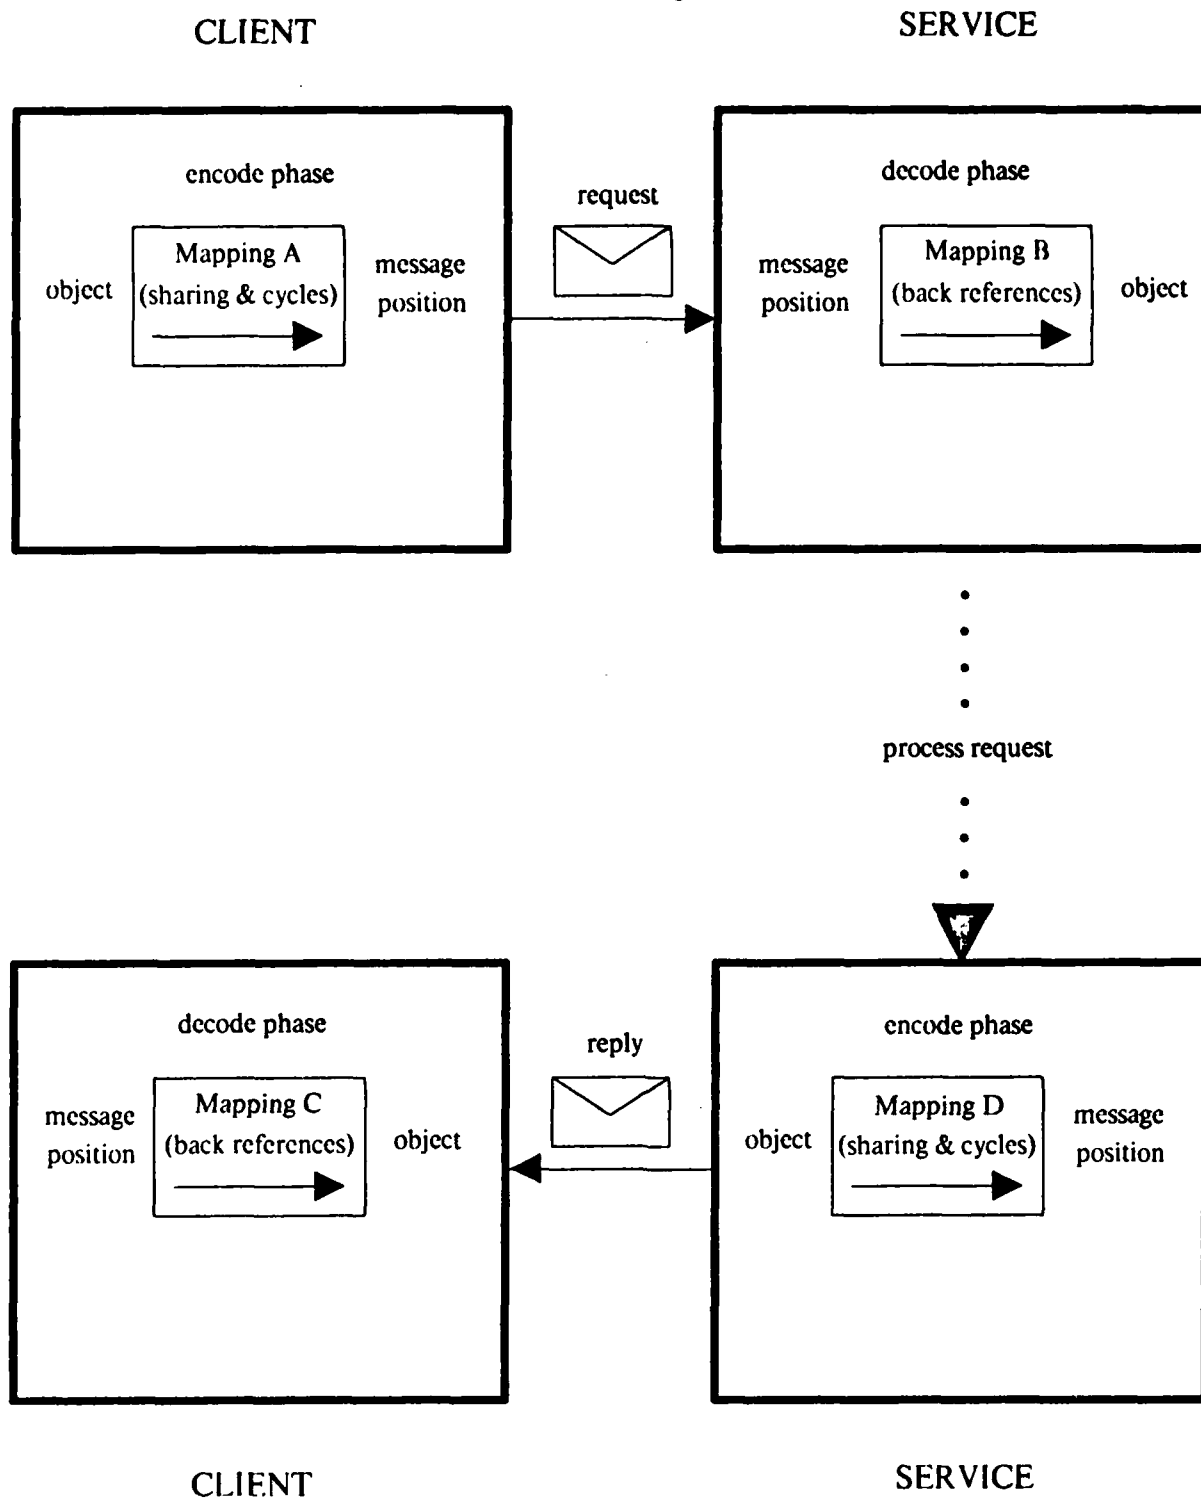 CLIENT
SERVICE
encode phase
Mapping A
(sharing & cycles)
object
message
position
request
decode phase
Mapping B
(back references)
message
position
object
process request
decode phase
Mapping C
(back references)
message
position
object
reply
encode phase
Mapping D
(sharing & cycles)
object
message
position
CLIENT
SERVICE